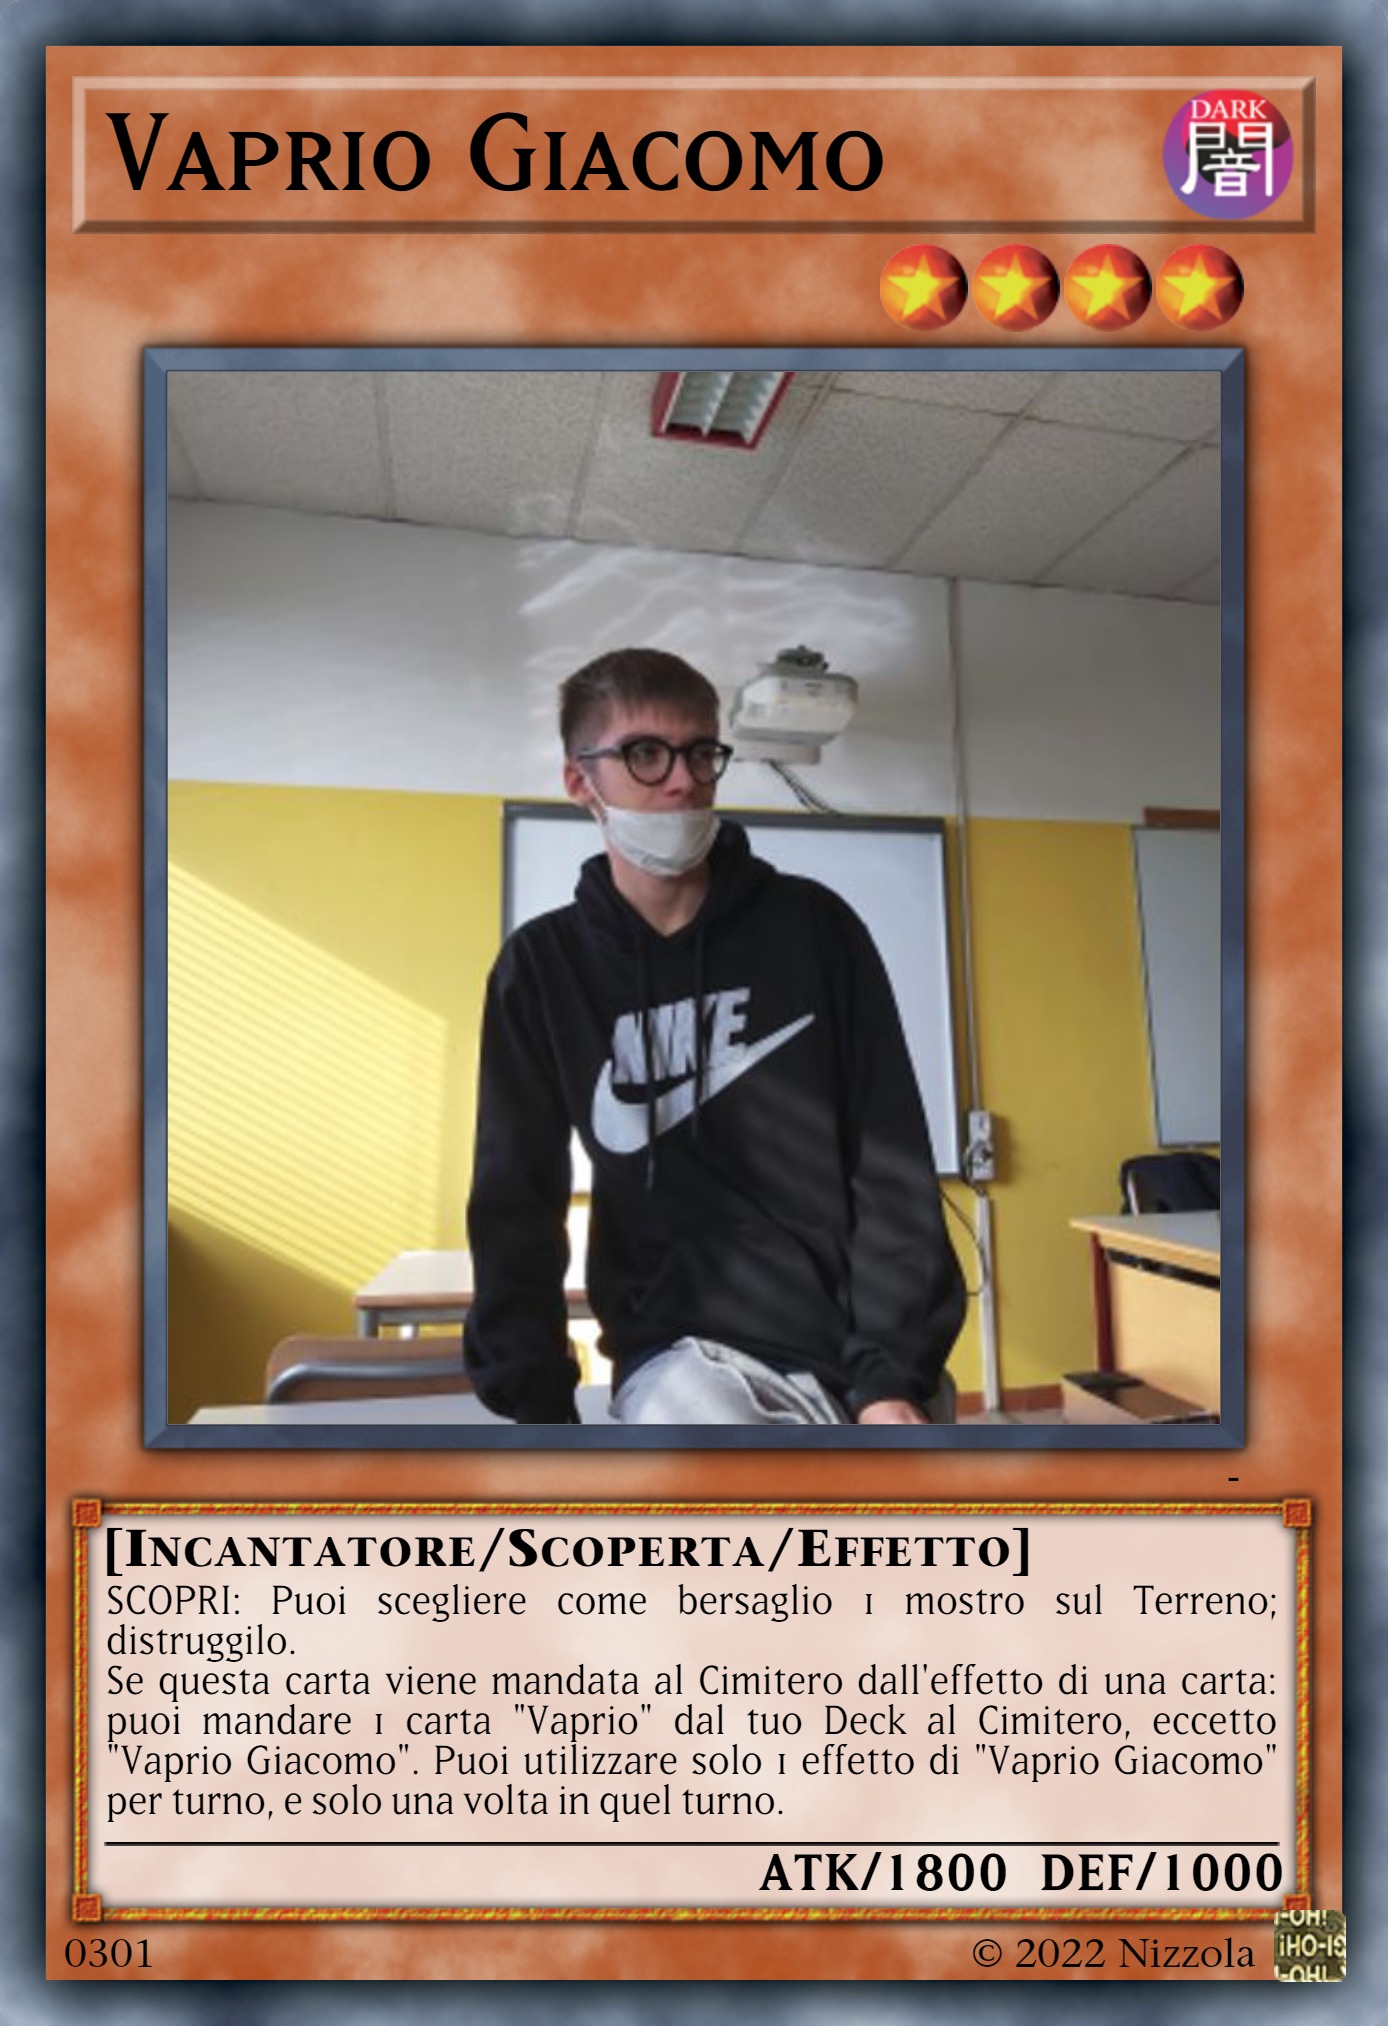 Vaprio Giacomo
DARK
闇
NIKE
-
[Incantatore/Scoperta/Effetto]
SCOPRI: Puoi scegliere come bersaglio 1 mostro sul Terreno;
distruggilo.
Se questa carta viene mandata al Cimitero dall'effetto di una carta:
puoi mandare 1 carta "Vaprio" dal tuo Deck al Cimitero, eccetto
"Vaprio Giacomo". Puoi utilizzare solo 1 effetto di "Vaprio Giacomo"
per turno, e solo una volta in quel turno.
ATK/1800 DEF/1000
0301
© 2022 Nizzola